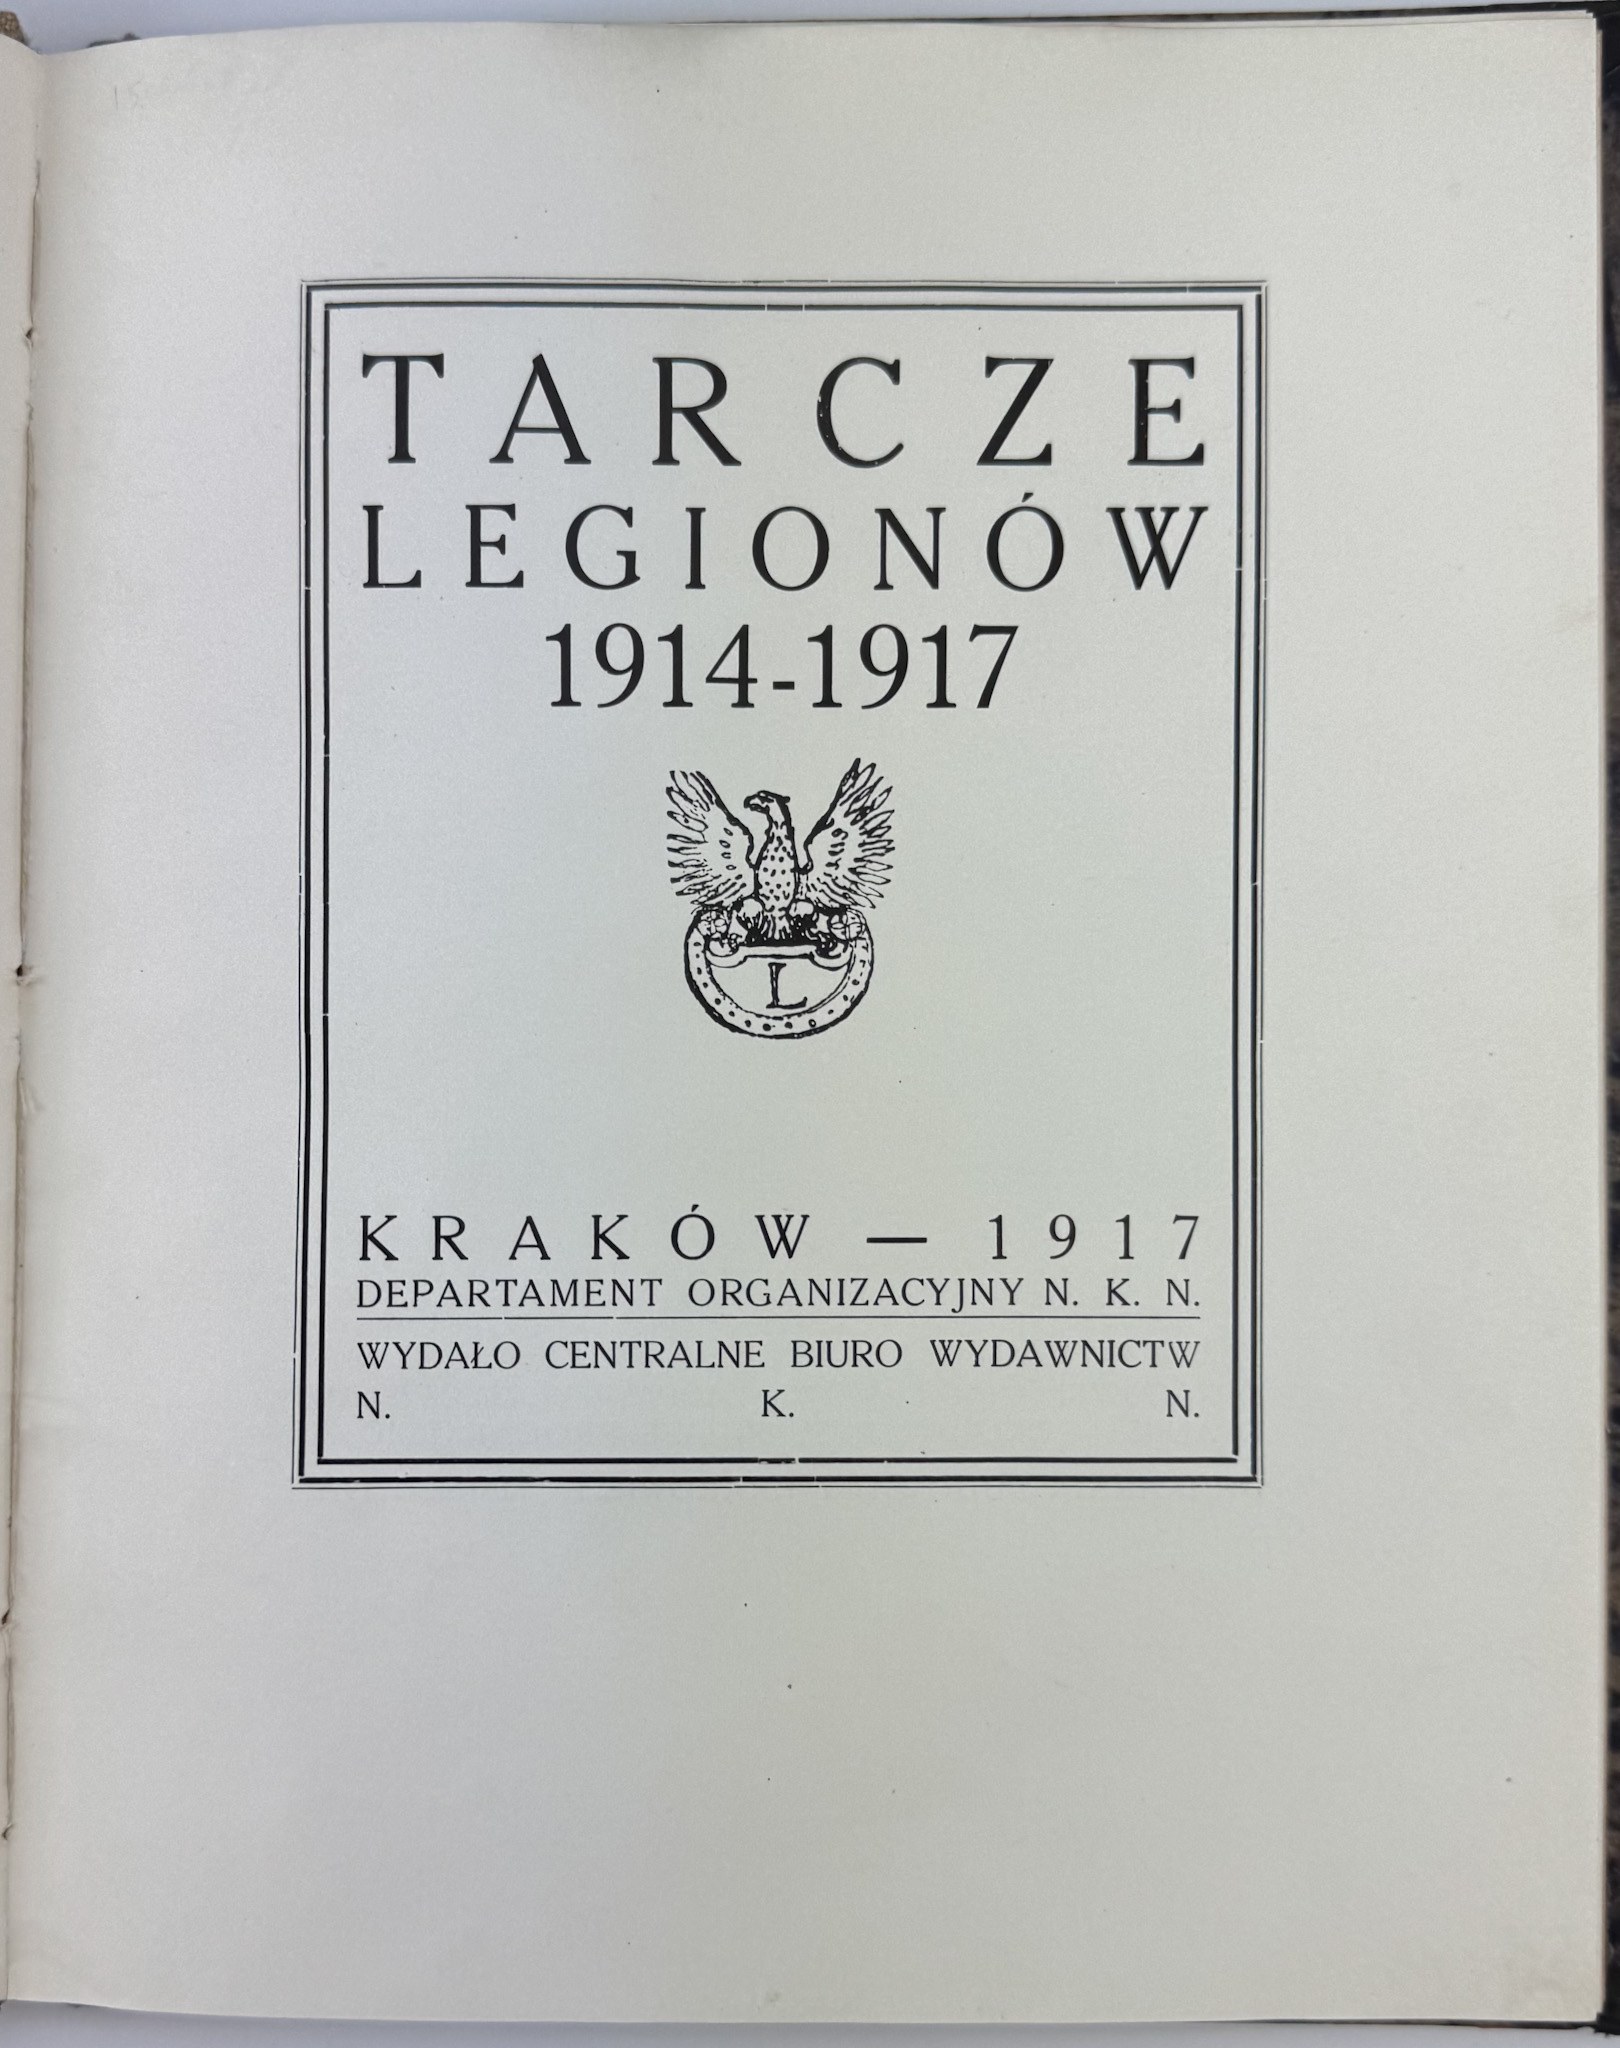 TARCZE
LEGIONÓW
1914-1917
L
KRAKÓW — 1917
DEPARTAMENT ORGANIZACYJNY N. K. N.
WYDAŁO CENTRALNE BIURO WYDAWNICTW
N. K. N.